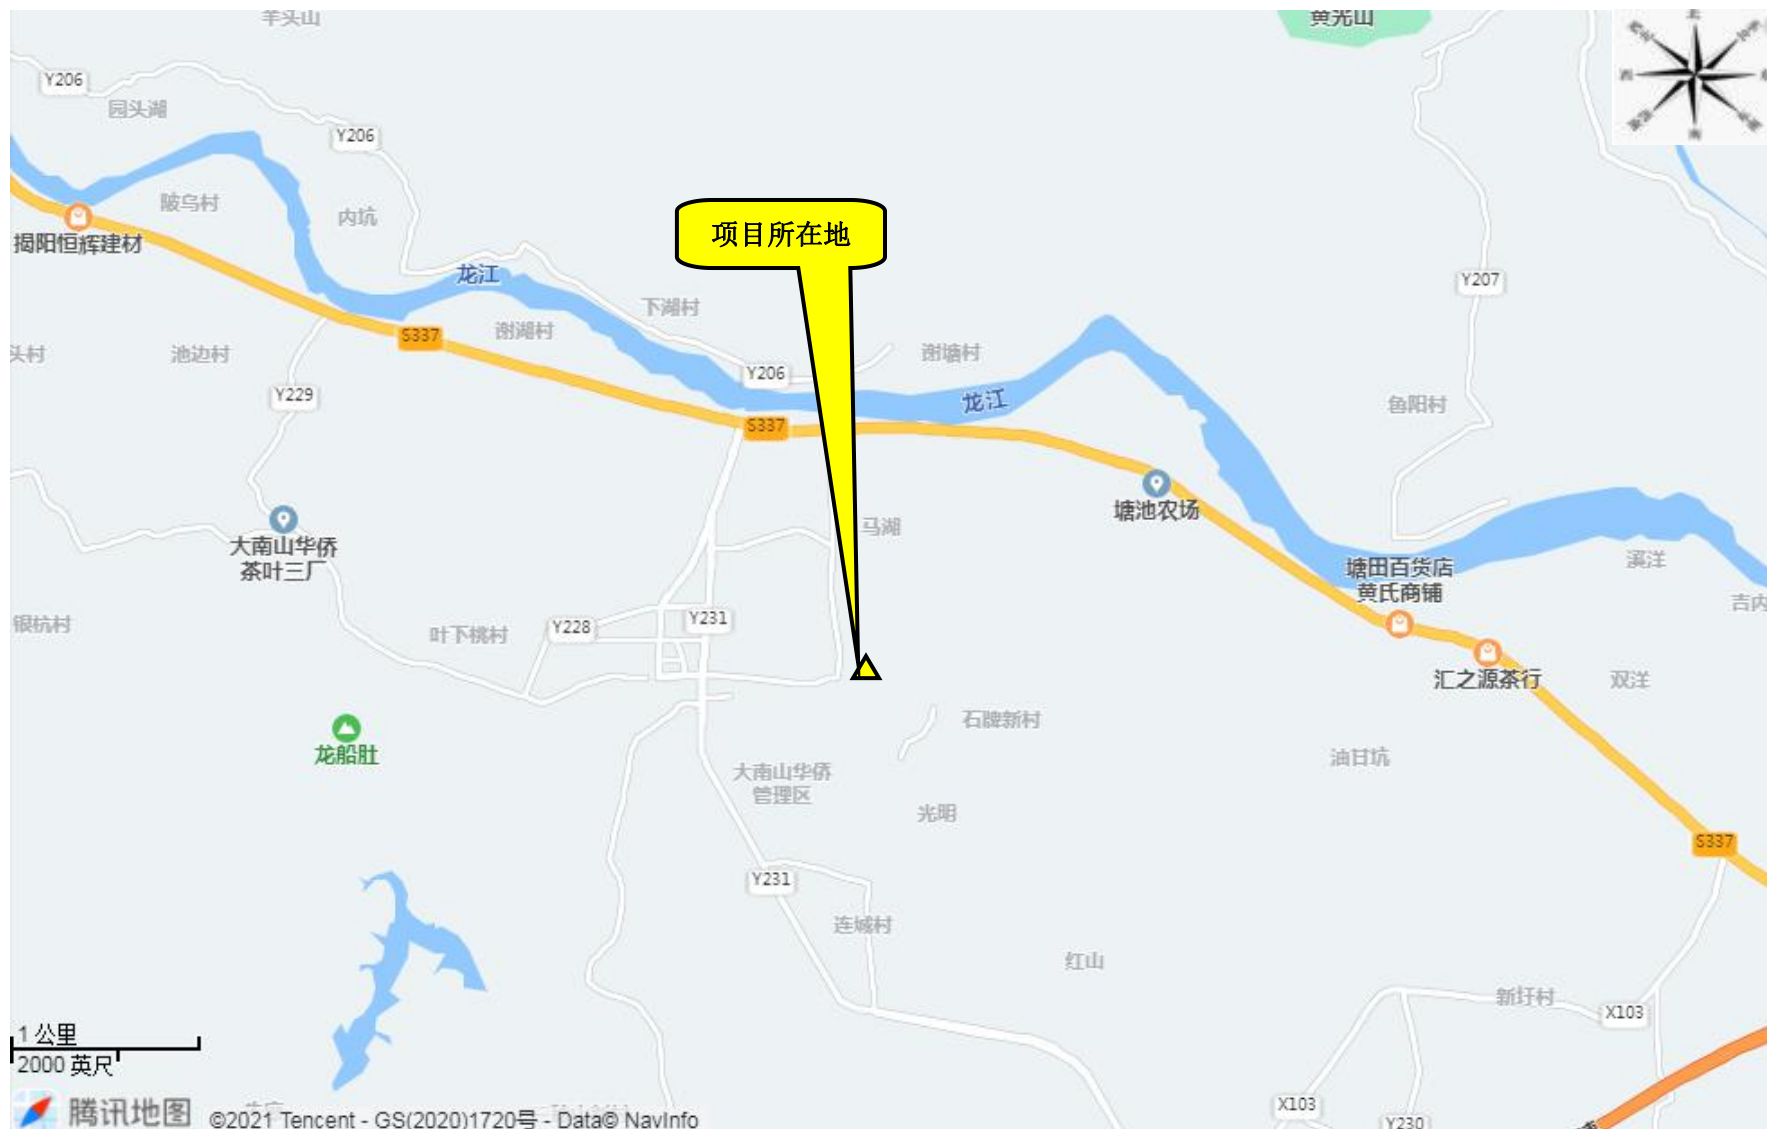 羊头山
黄光山
北
西
南
Y206
园头湖
Y206
陂乌村
内坑
揭阳恒辉建材
项目所在地
龙江
Y207
下湖村
谢湖村
S337
头村
池边村
谢塘村
Y206
Y229
龙江
鱼阳村
S337
塘池农场
马湖
大南山华侨
茶叶三厂
塘田百货店
黄氏商铺
溪洋
吉内
银杭村
叶下桃村
Y228
Y231
汇之源茶行
双洋
石牌新村
龙船肚
油甘坑
大南山华侨
管理区
光明
S337
Y231
连城村
红山
新圩村
X103
1 公里
2000 英尺
X103
Y230
腾讯地图
©2021 Tencent - GS(2020)1720号 - Data© NavInfo